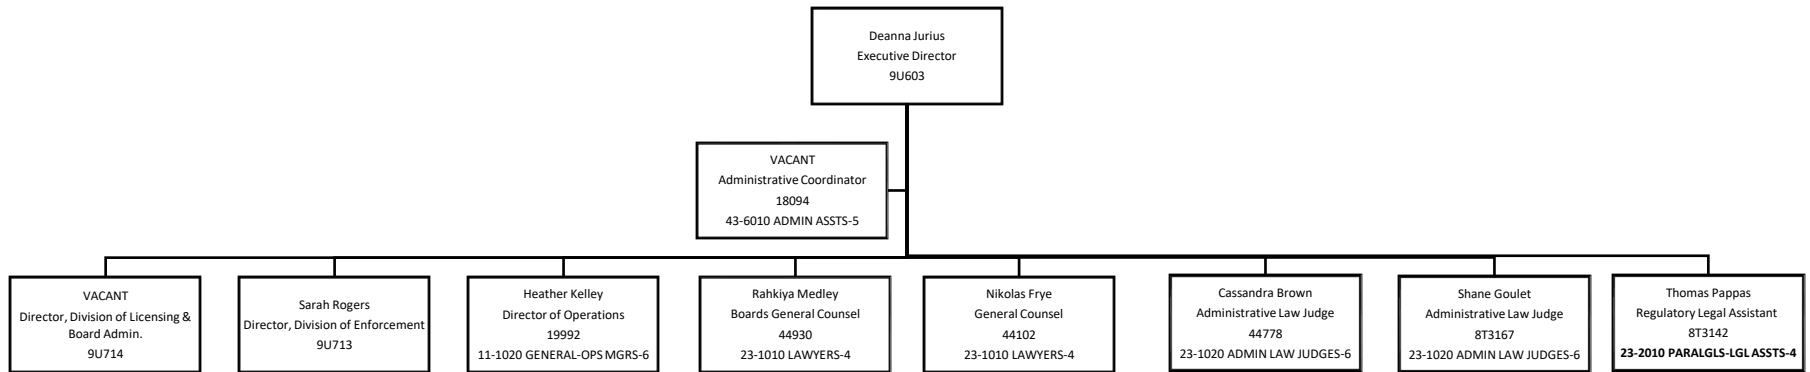 Deanna Jurius
Executive Director
9U603
VACANT
Administrative Coordinator
18094
43-6010 ADMIN ASSTS-5
VACANT
Director, Division of Licensing &
Board Admin.
9U714
Sarah Rogers
Director, Division of Enforcement
9U713
Heather Kelley
Director of Operations
19992
11-1020 GENERAL-OPS MGRS-6
Rahkiya Medley
Boards General Counsel
44930
23-1010 LAWYERS-4
Nikolas Frye
General Counsel
44102
23-1010 LAWYERS-4
Cassandra Brown
Administrative Law Judge
44778
23-1020 ADMIN LAW JUDGES-6
Shane Goulet
Administrative Law Judge
8T3167
23-1020 ADMIN LAW JUDGES-6
Thomas Pappas
Regulatory Legal Assistant
8T3142
23-2010 PARALGLS-LGL ASSTS-4